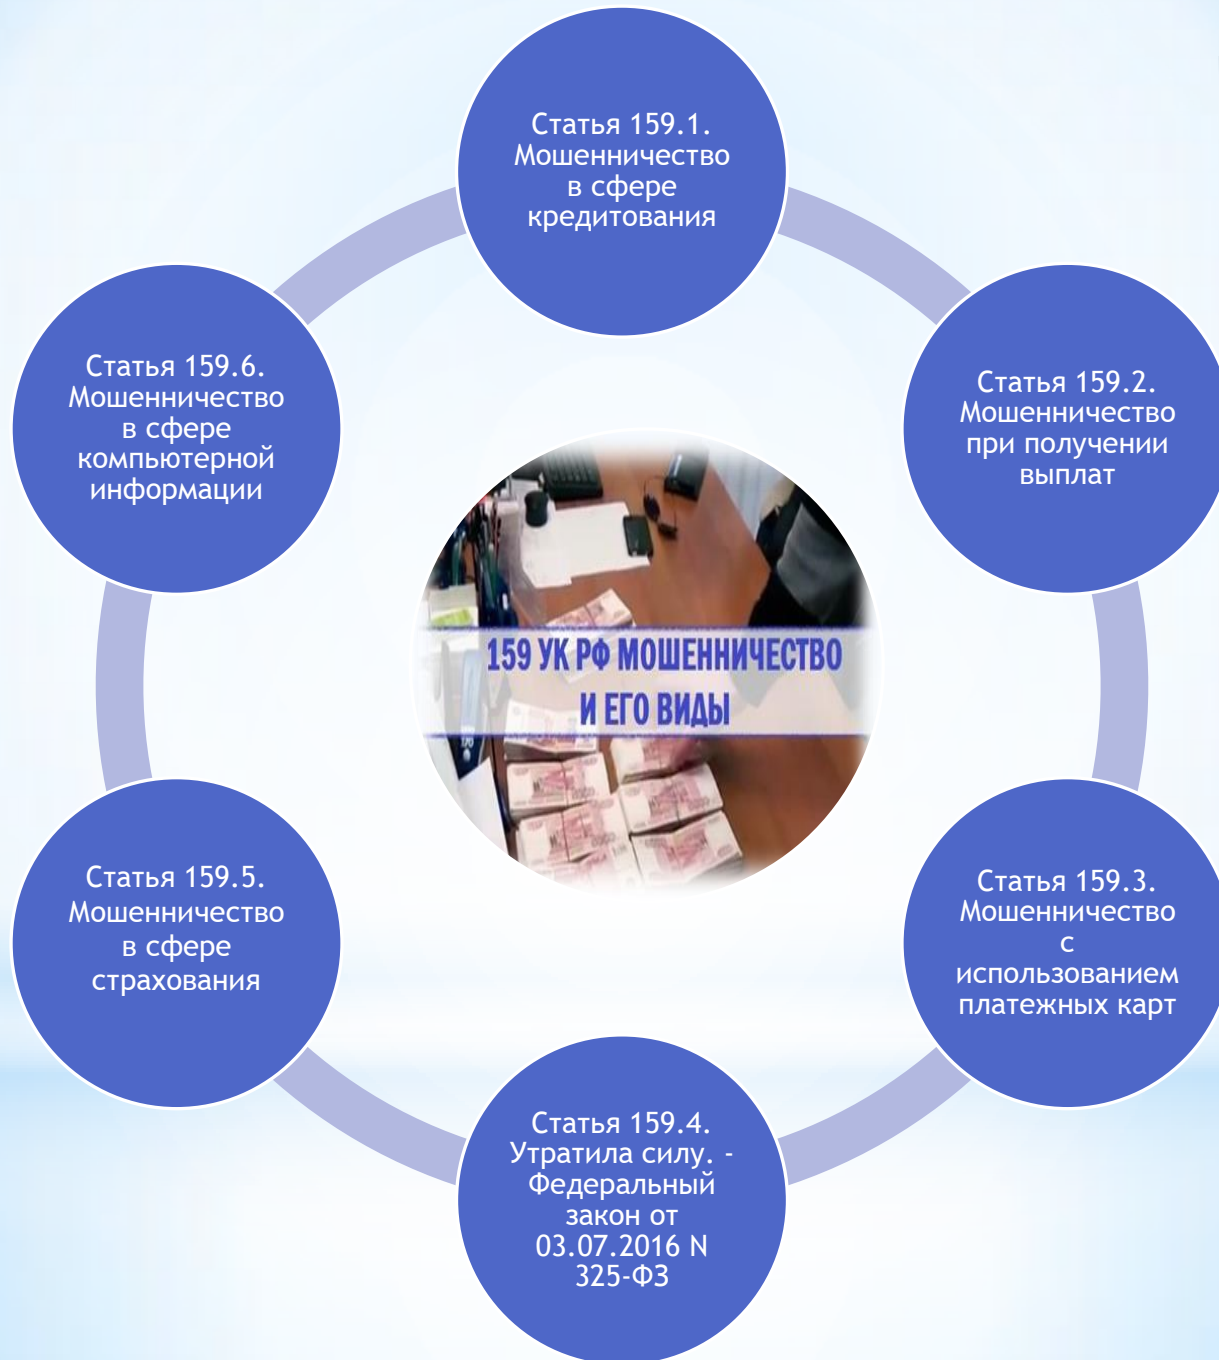 Статья 159.1.
Мошенничество
в сфере
кредитования
Статья 159.2.
Мошенничество
при получении
выплат
Статья 159.3.
Мошенничество
с
использованием
платежных карт
Статья 159.4.
Утратила силу. -
Федеральный
закон от
03.07.2016 N
325-ФЗ
Статья 159.5.
Мошенничество
в сфере
страхования
Статья 159.6.
Мошенничество
в сфере
компьютерной
информации
159 УК РФ МОШЕННИЧЕСТВО
И ЕГО ВИДЫ